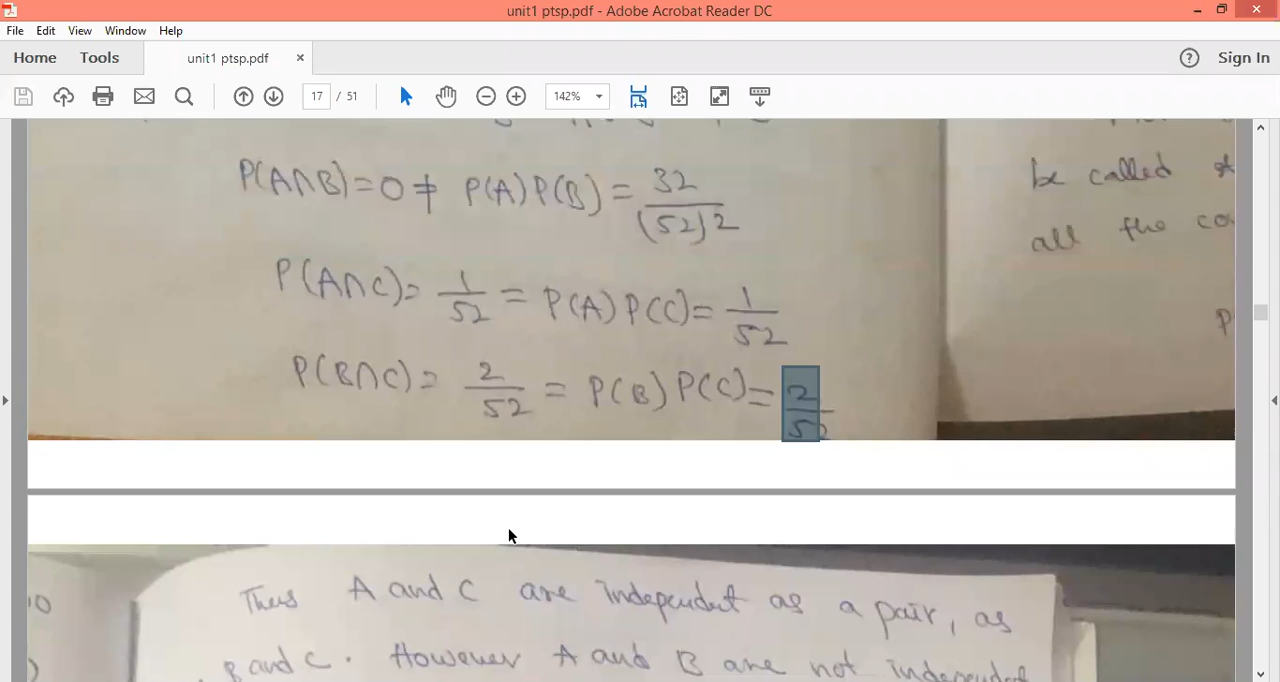 unit1 ptsp.pdf - Adobe Acrobat Reader DC
File Edit View Window Help
Home Tools unit1 ptsp.pdf × ? Sign In
17 / 51 142%
P(A∩B)=0≠ P(A)P(B)= 32/(52)2
be called
all the
P(A∩C)= 1/52 = P(A)P(C)= 1/52
P(B∩C)= 2/52 = P(B)P(C)= 2/52
Thus A and C are independent as a pair, as
B and C. However A and B are not independent